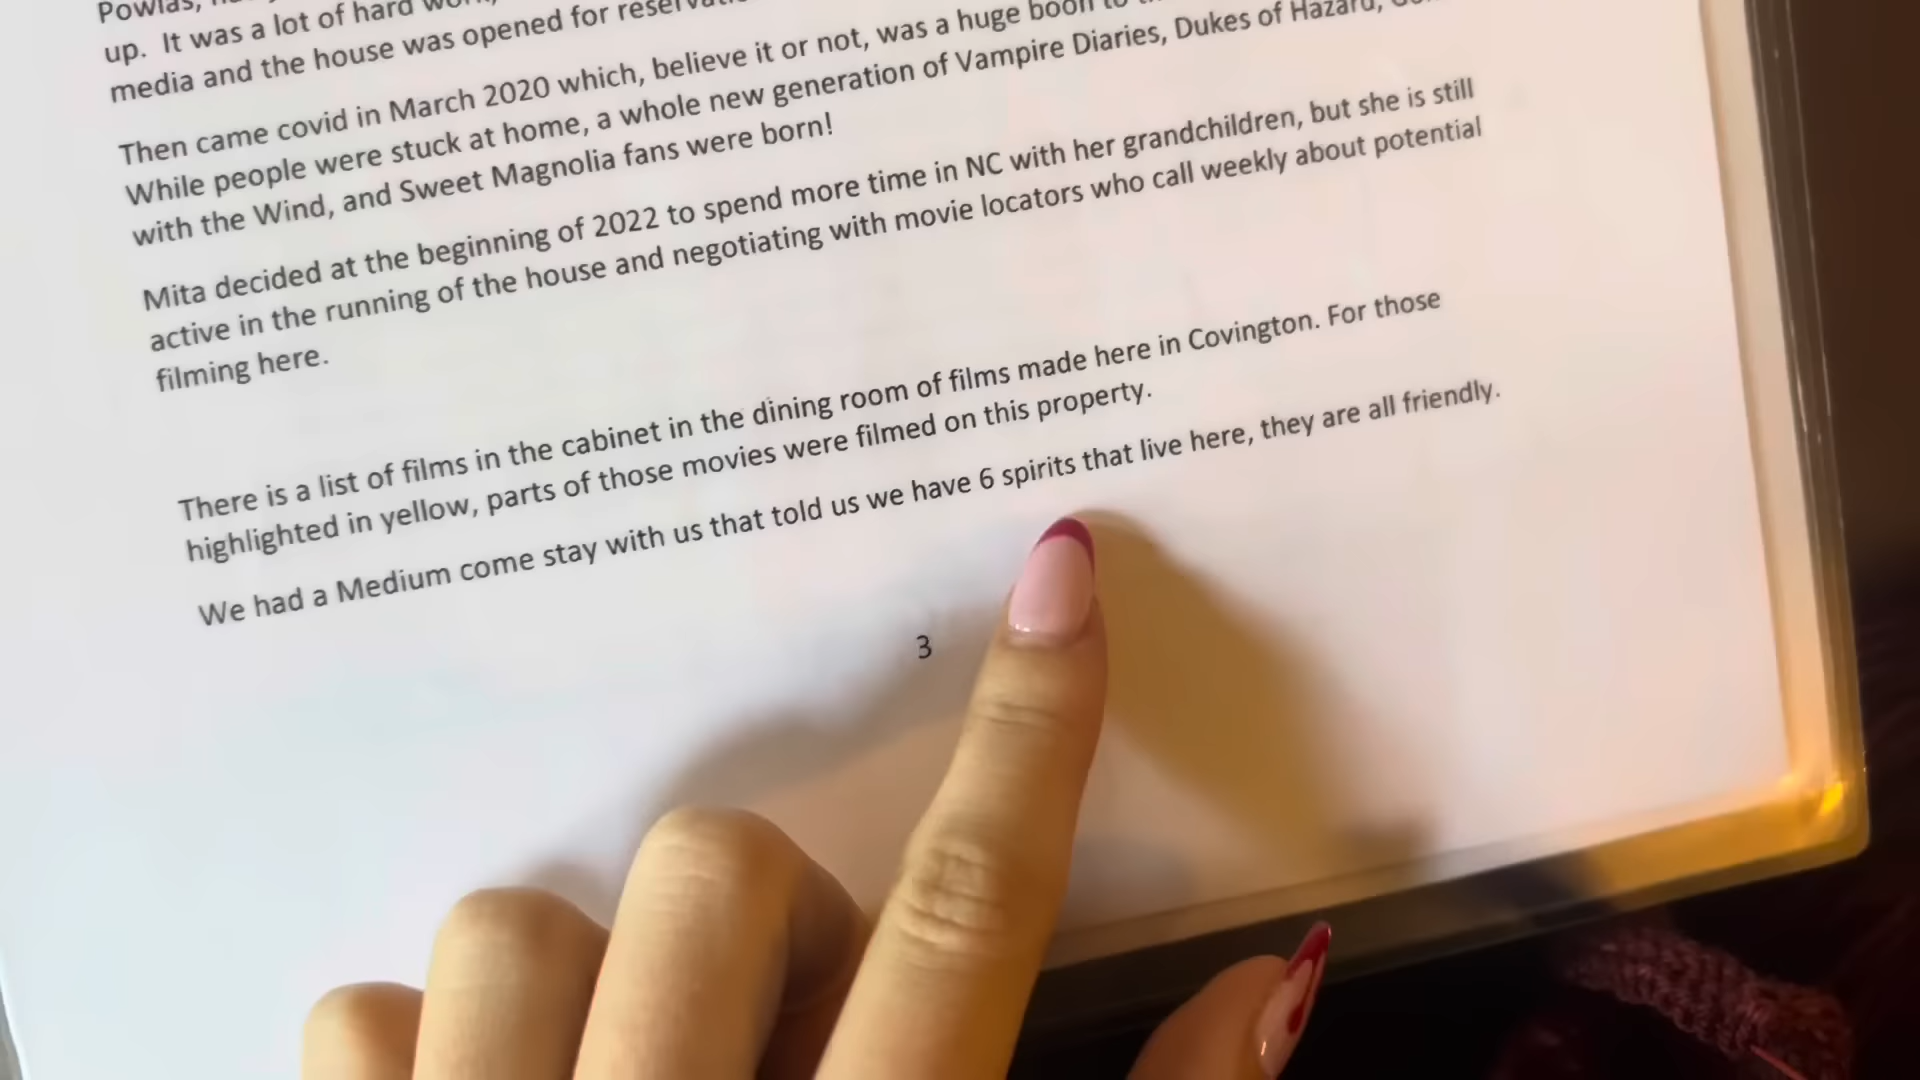 Powlas,
up. It was a lot of hard
media and the house was opened for
Then came covid in March 2020 which, believe it or not, was a huge boon to
While people were stuck at home, a whole new generation of Vampire Diaries, Dukes of Hazard,
with the Wind, and Sweet Magnolia fans were born!
Mita decided at the beginning of 2022 to spend more time in NC with her grandchildren, but she is still
active in the running of the house and negotiating with movie locators who call weekly about potential
filming here.
There is a list of films in the cabinet in the dining room of films made here in Covington. For those
highlighted in yellow, parts of those movies were filmed on this property.
We had a Medium come stay with us that told us we have 6 spirits that live here, they are all friendly.
3